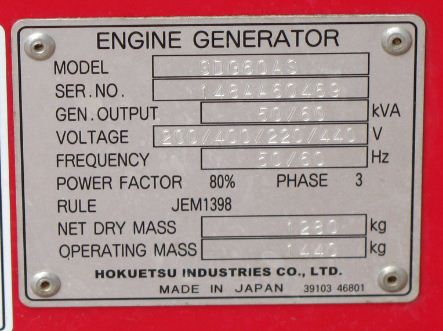 ENGINE GENERATOR
MODEL SDG60AS
SER.NO. 148AA60469
GEN.OUTPUT 50/60 kVA
VOLTAGE 200/400/220/440 V
FREQUENCY 50/60 Hz
POWER FACTOR 80% PHASE 3
RULE JEM1398
NET DRY MASS 1280 kg
OPERATING MASS 1440 kg
HOKUETSU INDUSTRIES CO., LTD.
MADE IN JAPAN 39103 46801